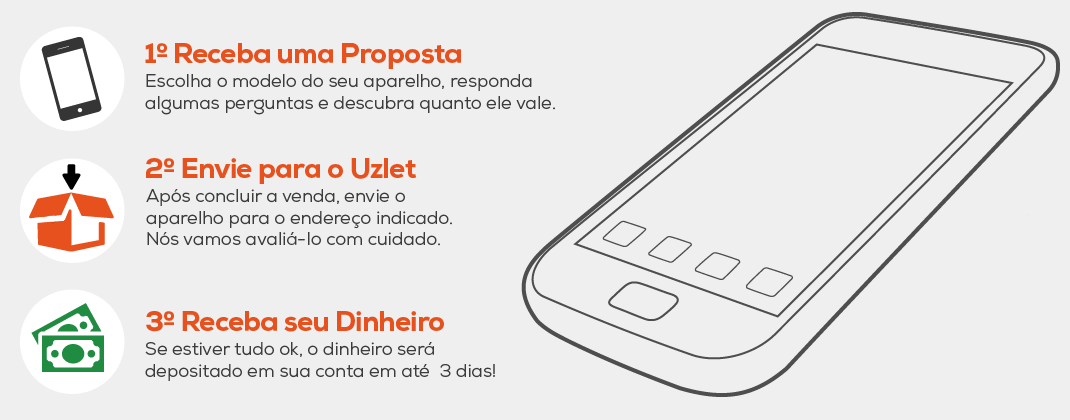 1º Receba uma Proposta
Escolha o modelo do seu aparelho, responda
algumas perguntas e descubra quanto ele vale.
2º Envie para o Uzlet
Após concluir a venda, envie o
aparelho para o endereço indicado.
Nós vamos avaliá-lo com cuidado.
3º Receba seu Dinheiro
Se estiver tudo ok, o dinheiro será
depositado em sua conta em até  3 dias!